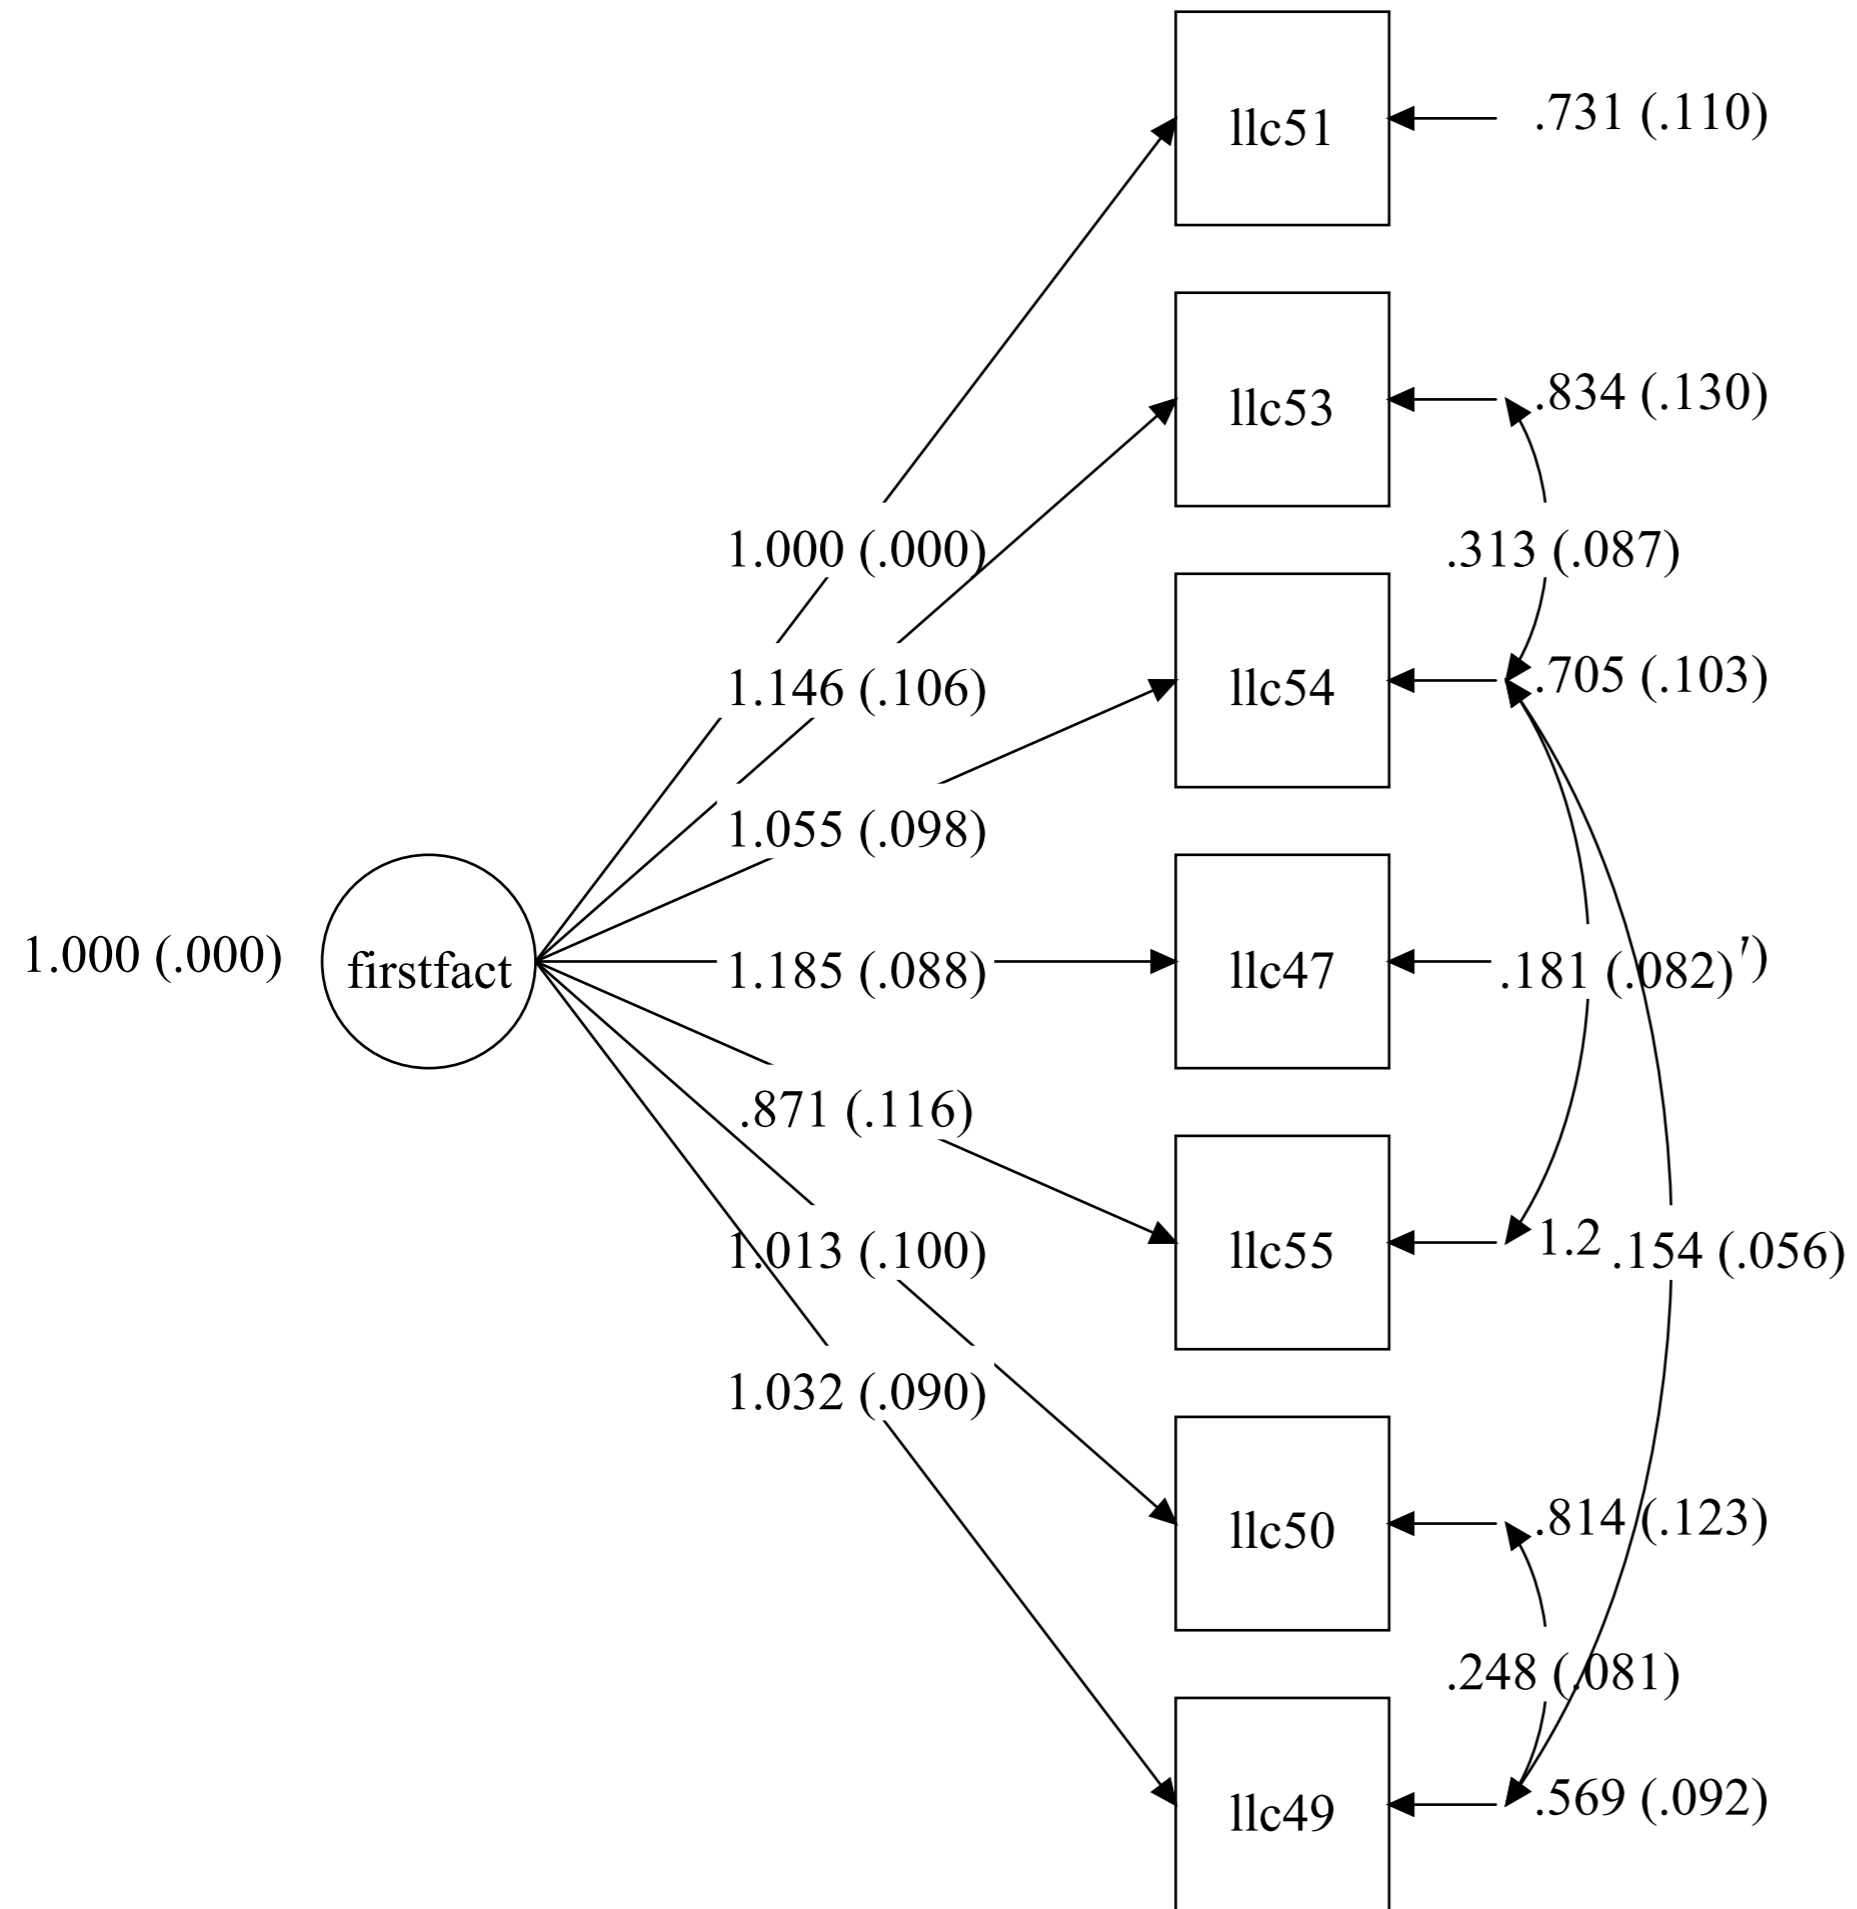 llc51
.731 (.110)
llc53
.834 (.130)
1.000 (.000)
.313 (.087)
1.146 (.106)
llc54
.705 (.103)
1.055 (.098)
1.000 (.000)
firstfact
1.185 (.088)
llc47
.181 (.082)
.871 (.116)
1.013 (.100)
llc55
1.2
.154 (.056)
1.032 (.090)
llc50
.814 (.123)
.248 (.081)
llc49
.569 (.092)